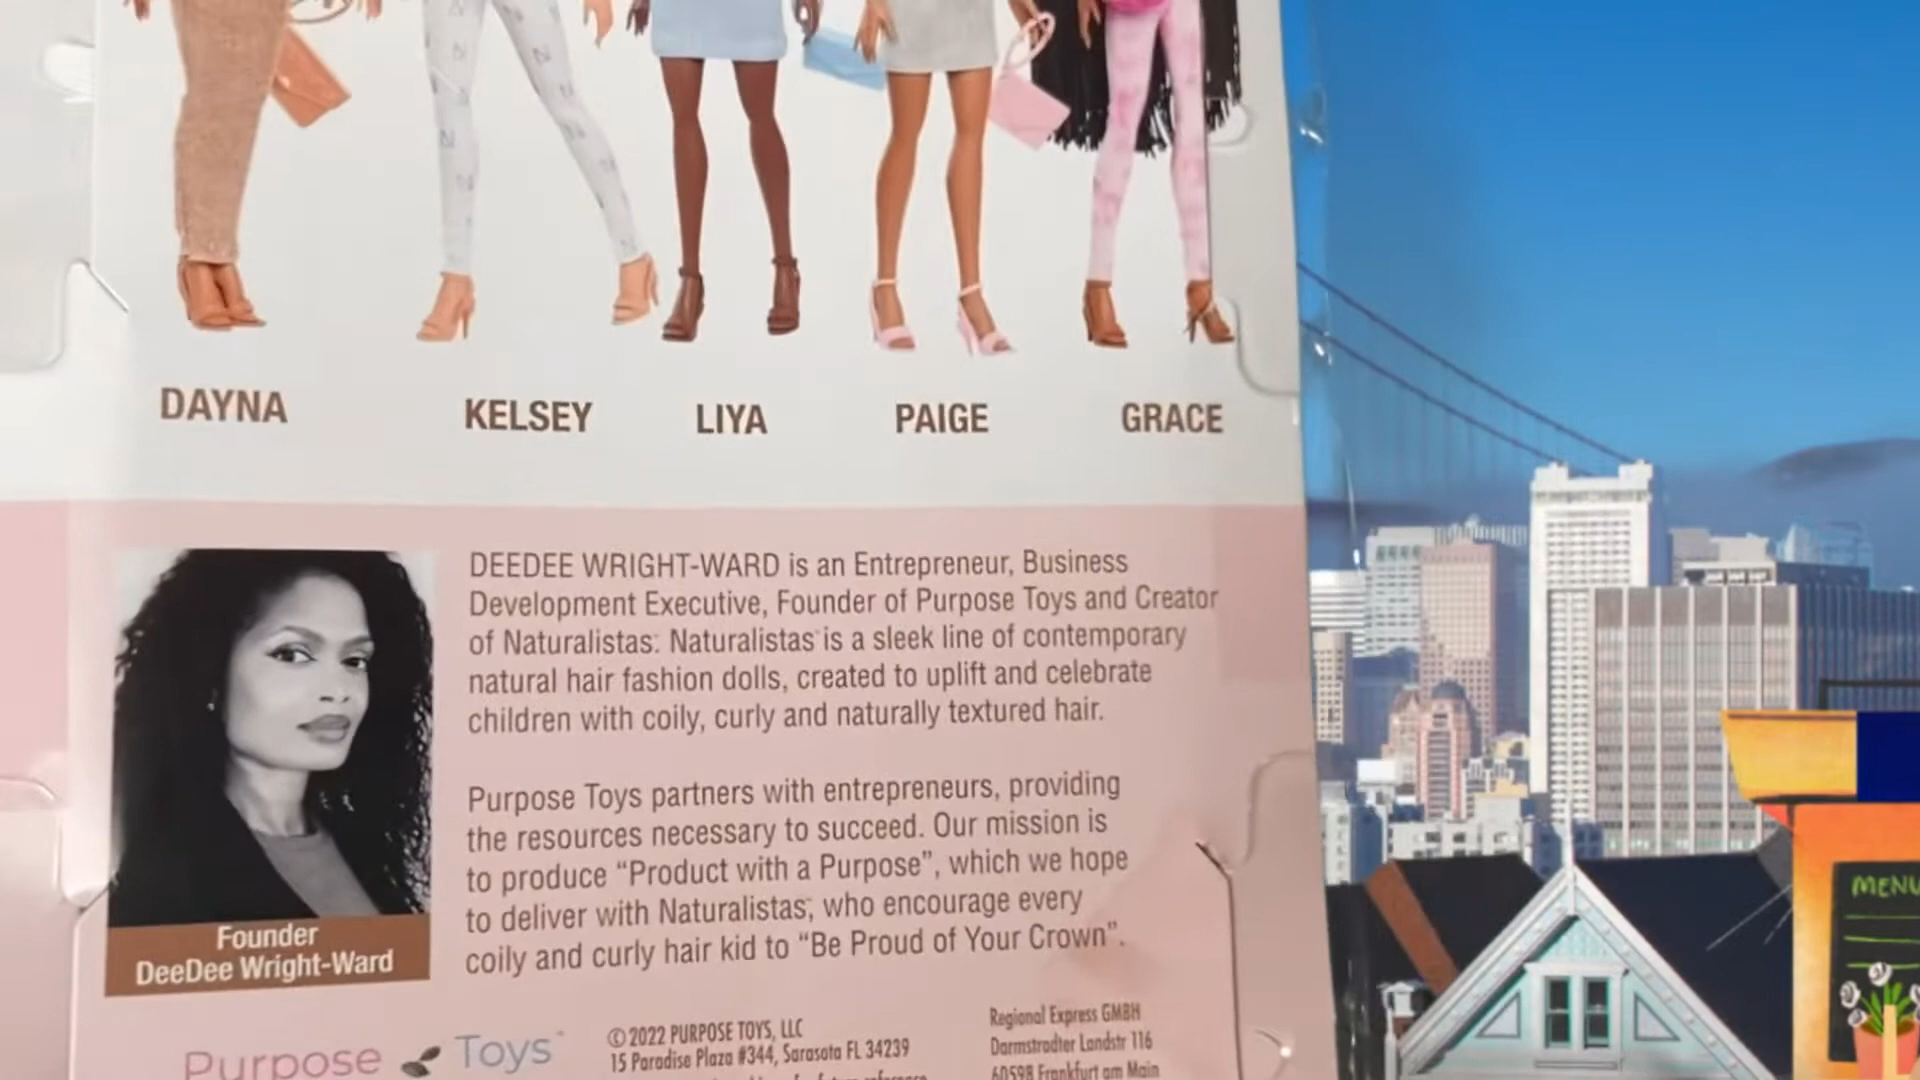 DAYNA KELSEY LIYA PAIGE GRACE
DEEDEE WRIGHT-WARD is an Entrepreneur, Business
Development Executive, Founder of Purpose Toys and Creator
of Naturalistas. Naturalistas is a sleek line of contemporary
natural hair fashion dolls, created to uplift and celebrate
children with coily, curly and naturally textured hair.
Purpose Toys partners with entrepreneurs, providing
the resources necessary to succeed. Our mission is
to produce “Product with a Purpose”, which we hope
to deliver with Naturalistas, who encourage every
coily and curly hair kid to “Be Proud of Your Crown”.
Founder
DeeDee Wright-Ward
Purpose Toys
©2022 PURPOSE TOYS, LLC
15 Paradise Plaza #344, Sarasota FL 34239
Regional Express GMBH
Darmstradter Landstr 116
60598 Frankfurt am Main
MENU